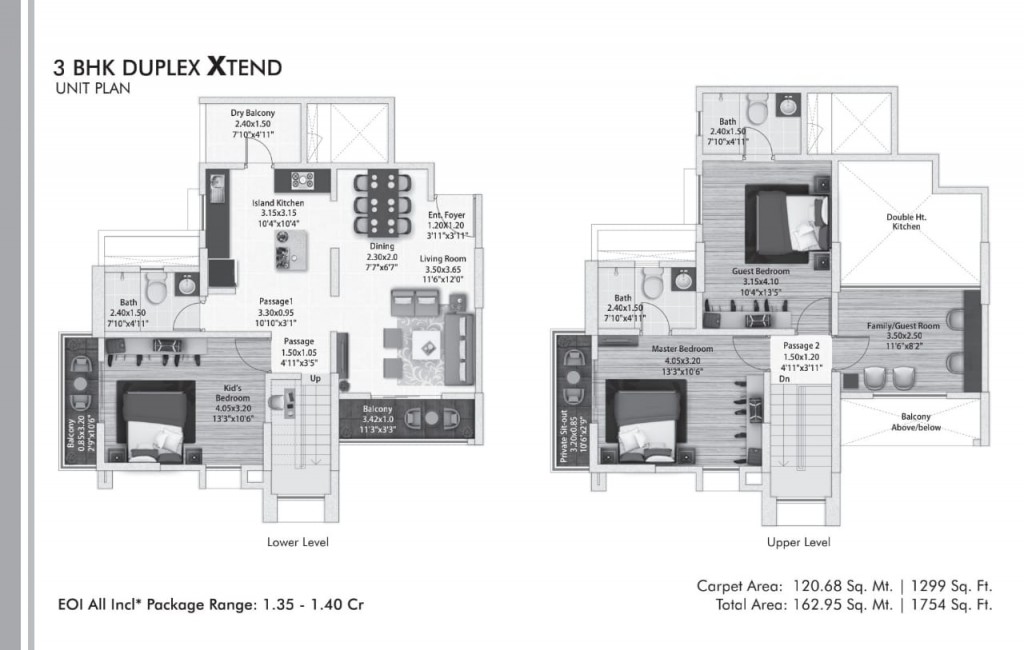 3 BHK DUPLEX XTEND
UNIT PLAN
Dry Balcony
2.40x1.50
7'10"x4'11"
Island Kitchen
3.15x3.15
10'4"x10'4"
Dining
2.30x2.0
7'7"x6'7"
Ent. Foyer
1.20X1.20
3'11"x3'11"
Living Room
3.50x3.65
11'6"x12'0"
Bath
2.40x1.50
7'10"x4'11"
Passage1
3.30x0.95
10'10"x3'1"
Passage
1.50x1.05
4'11"x3'5"
Up
Kid's
Bedroom
4.05x3.20
13'3"x10'6"
Balcony
0.85x3.20
2'9"x10'6"
Balcony
3.42x1.0
11'3"x3'3"
Lower Level
Bath
2.40x1.50
7'10"x4'11"
Double Ht.
Kitchen
Guest Bedroom
3.15x4.10
10'4"x13'5"
Bath
2.40x1.50
7'10"x4'11"
Master Bedroom
4.05x3.20
13'3"x10'6"
Passage 2
1.50x1.20
4'11"x3'11"
Dn
Family/Guest Room
3.50x2.50
11'6"x8'2"
Private Sit-out
3.20x0.85
10'6"x2'9"
Balcony
Above/below
Upper Level
EOI All Incl* Package Range: 1.35 - 1.40 Cr
Carpet Area: 120.68 Sq. Mt. | 1299 Sq. Ft.
Total Area: 162.95 Sq. Mt. | 1754 Sq. Ft.